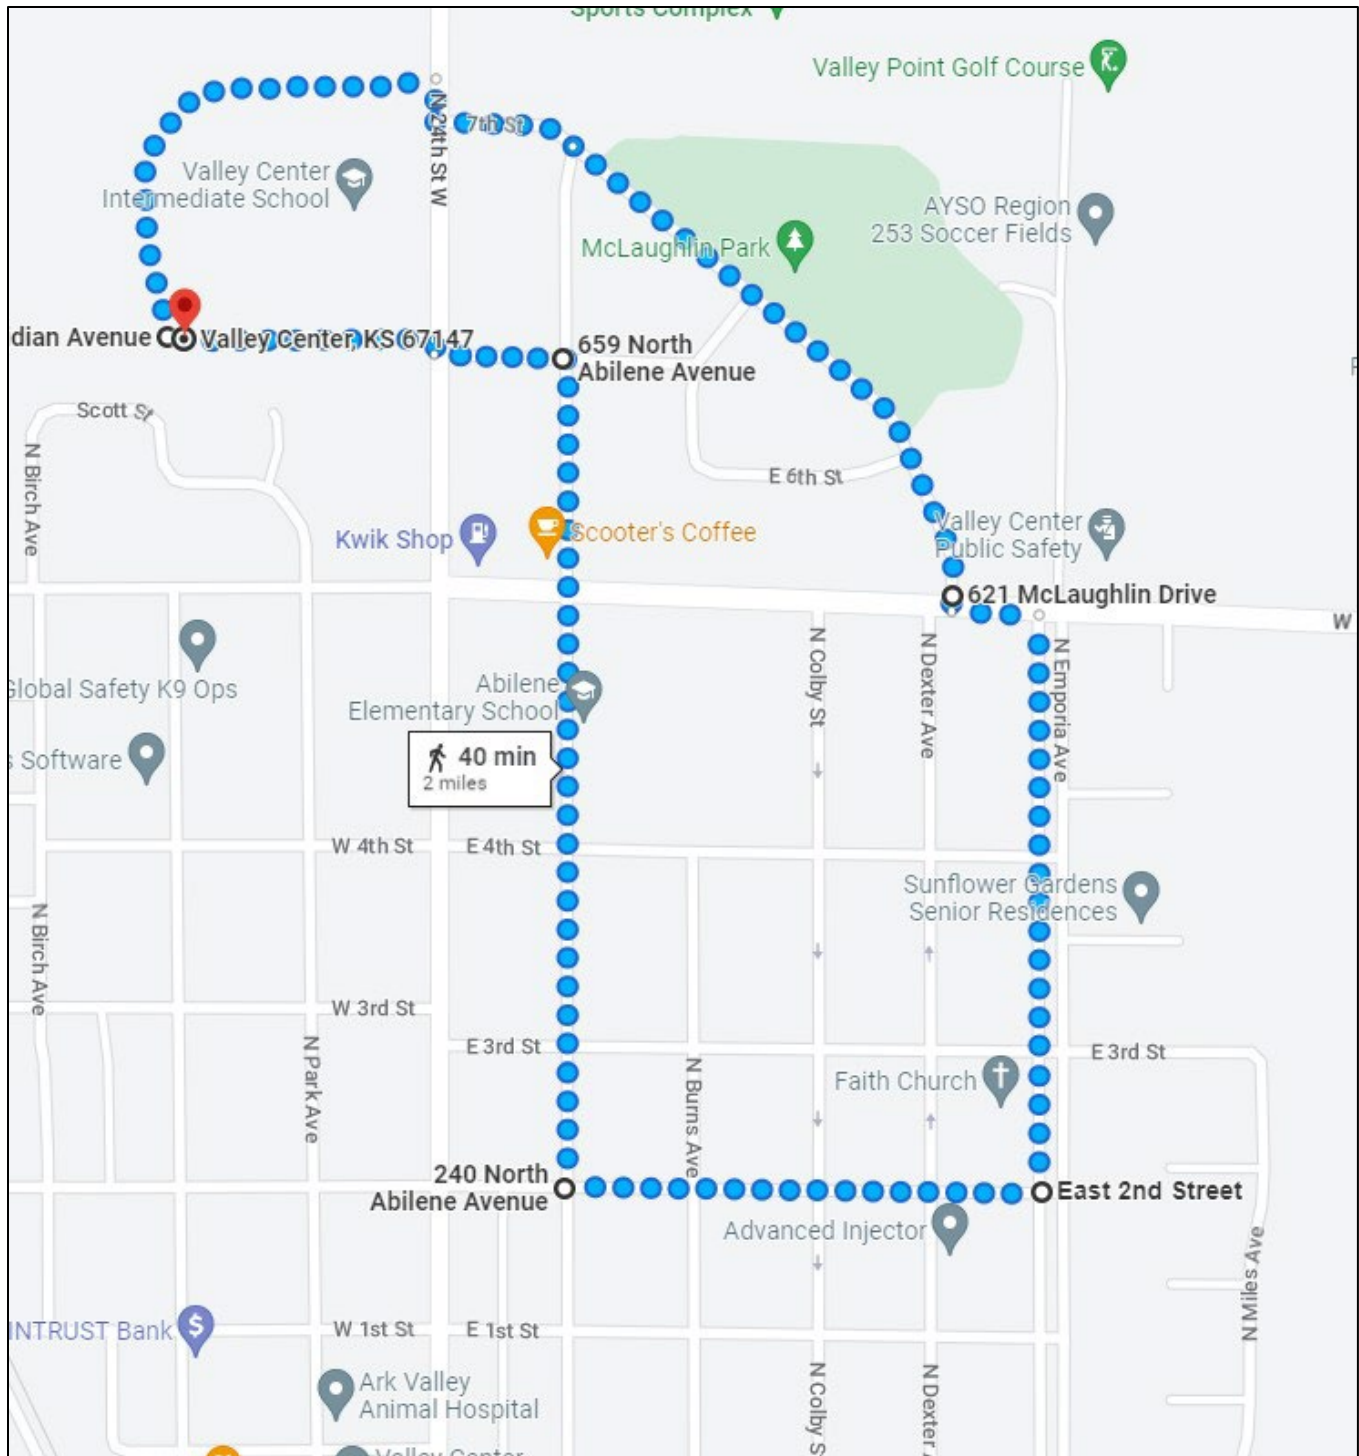 Sports Complex
Valley Point Golf Course
N 24th St W
7th St
Valley Center
Intermediate School
AYSO Region
253 Soccer Fields
McLaughlin Park
dian Avenue
Valley Center, KS 67147
659 North
Abilene Avenue
Scott St
N Birch Ave
E 6th St
Kwik Shop
Scooter's Coffee
Valley Center
Public Safety
621 McLaughlin Drive
W
N Colby St
N Dexter Ave
N Emporia Ave
Global Safety K9 Ops
Abilene
Elementary School
s Software
40 min
2 miles
W 4th St
E 4th St
Sunflower Gardens
Senior Residences
N Birch Ave
W 3rd St
E 3rd St
E 3rd St
N Park Ave
N Burns Ave
Faith Church
240 North
Abilene Avenue
East 2nd Street
Advanced Injector
N Miles Ave
INTRUST Bank
W 1st St
E 1st St
Ark Valley
Animal Hospital
N Colby S
N Dexter
Valley Center